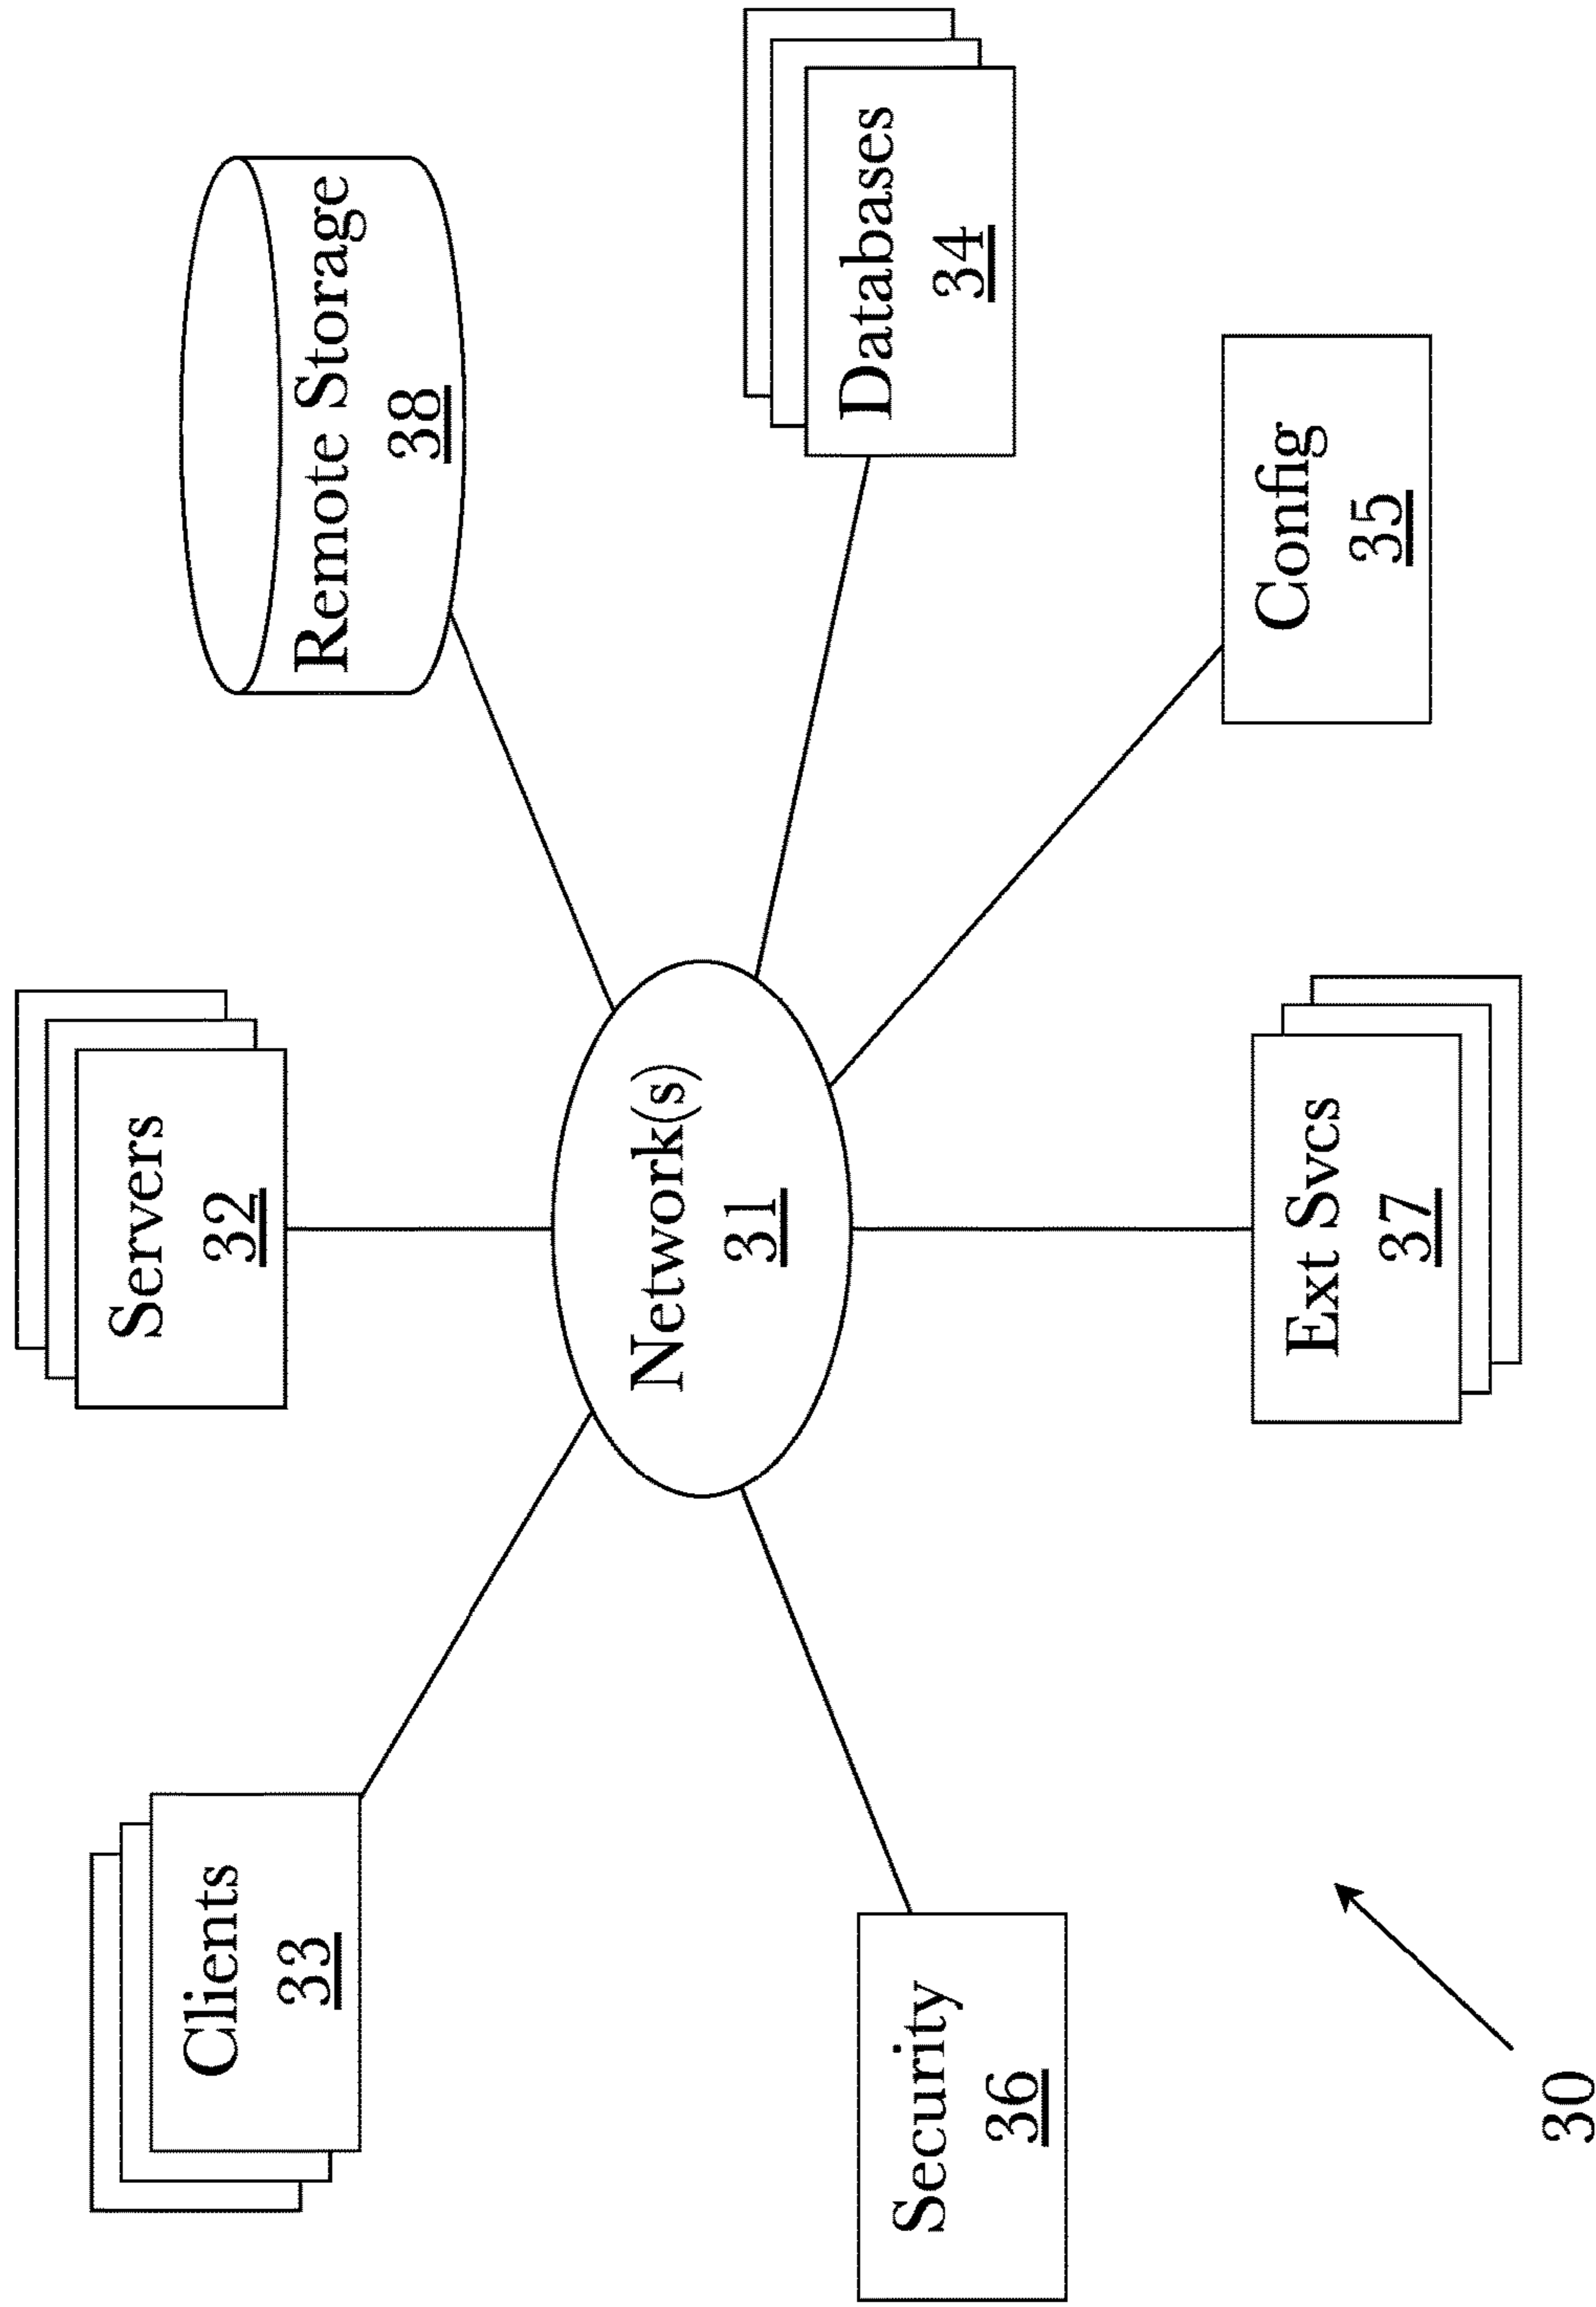 Servers
32
Clients
33
Remote Storage
38
Network(s)
31
Databases
34
Security
36
Ext Svcs
37
Config
35
30